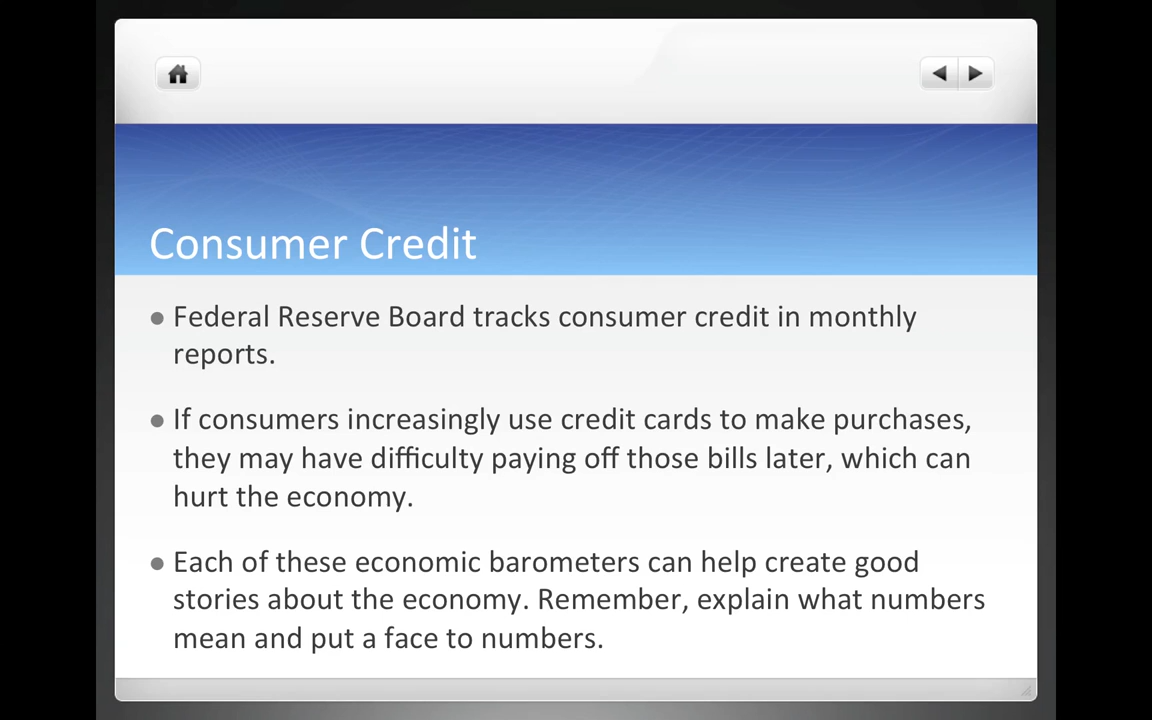 Consumer Credit
● Federal Reserve Board tracks consumer credit in monthly
reports.
● If consumers increasingly use credit cards to make purchases,
they may have difficulty paying off those bills later, which can
hurt the economy.
● Each of these economic barometers can help create good
stories about the economy. Remember, explain what numbers
mean and put a face to numbers.